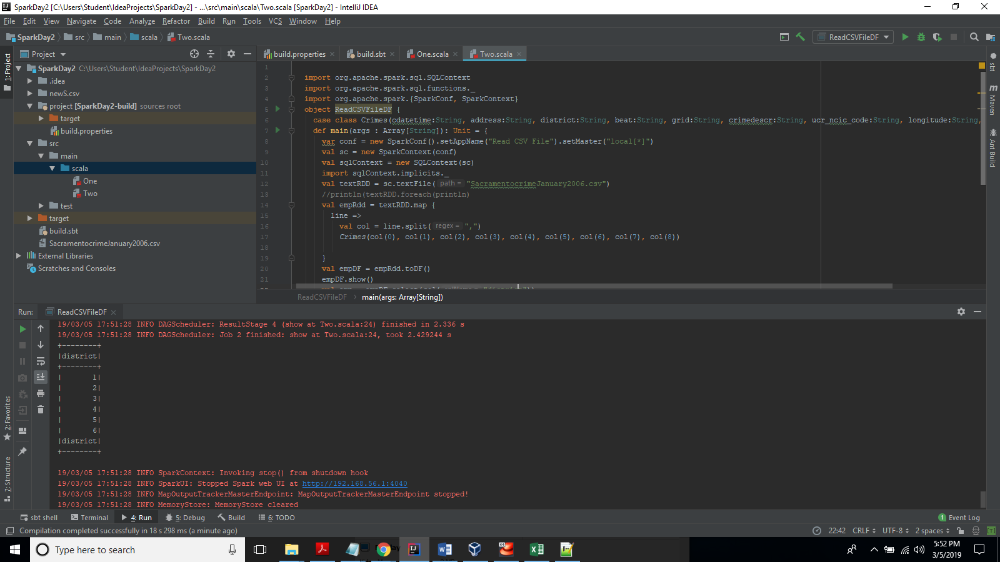 SparkDay2 [C:\Users\Student\IdeaProjects\SparkDay2] - ...\src\main\scala\Two.scala [SparkDay2] - IntelliJ IDEA
File Edit View Navigate Code Analyze Refactor Build Run Tools VCS Window Help
SparkDay2 src main scala Two.scala ReadCSVFileDF
Project build.properties build.sbt One.scala Two.scala
1: Project
SparkDay2 C:\Users\Student\IdeaProjects\SparkDay2
.idea
newS.csv
project [SparkDay2-build] sources root
target
build.properties
src
main
scala
One
Two
test
target
build.sbt
SacramentocrimeJanuary2006.csv
External Libraries
Scratches and Consoles
1
2 import org.apache.spark.sql.SQLContext
3 import org.apache.spark.sql.functions._
4 import org.apache.spark.{SparkConf, SparkContext}
5 object ReadCSVFileDF {
6 case class Crimes(cdatetime:String, address:String, district:String, beat:String, grid:String, crimedescr:String, ucr_ncic_code:String, longitude:String,
7 def main(args : Array[String]): Unit = {
8 var conf = new SparkConf().setAppName("Read CSV File").setMaster("local[*]")
9 val sc = new SparkContext(conf)
10 val sqlContext = new SQLContext(sc)
11 import sqlContext.implicits._
12 val textRDD = sc.textFile( path = "SacramentocrimeJanuary2006.csv")
13 //println(textRDD.foreach(println)
14 val empRdd = textRDD.map {
15 line =>
16 val col = line.split( regex = ",")
17 Crimes(col(0), col(1), col(2), col(3), col(4), col(5), col(6), col(7), col(8))
18
19 }
20 val empDF = empRdd.toDF()
21 empDF.show()
ReadCSVFileDF main(args: Array[String])
sbt
Maven
Ant Build
Run: ReadCSVFileDF
19/03/05 17:51:28 INFO DAGScheduler: ResultStage 4 (show at Two.scala:24) finished in 2.336 s
19/03/05 17:51:28 INFO DAGScheduler: Job 2 finished: show at Two.scala:24, took 2.429244 s
+--------+
|district|
+--------+
|       1|
|       2|
|       3|
|       4|
|       5|
|       6|
|district|
+--------+
19/03/05 17:51:28 INFO SparkContext: Invoking stop() from shutdown hook
19/03/05 17:51:28 INFO SparkUI: Stopped Spark web UI at http://192.168.56.1:4040
19/03/05 17:51:28 INFO MapOutputTrackerMasterEndpoint: MapOutputTrackerMasterEndpoint stopped!
19/03/05 17:51:28 INFO MemoryStore: MemoryStore cleared
2: Favorites
7: Structure
sbt shell Terminal 4: Run 5: Debug Build 6: TODO 1 Event Log
Compilation completed successfully in 18 s 298 ms (a minute ago) 22:42 CRLF UTF-8 2 spaces [T]
Type here to search
5:52 PM
3/5/2019